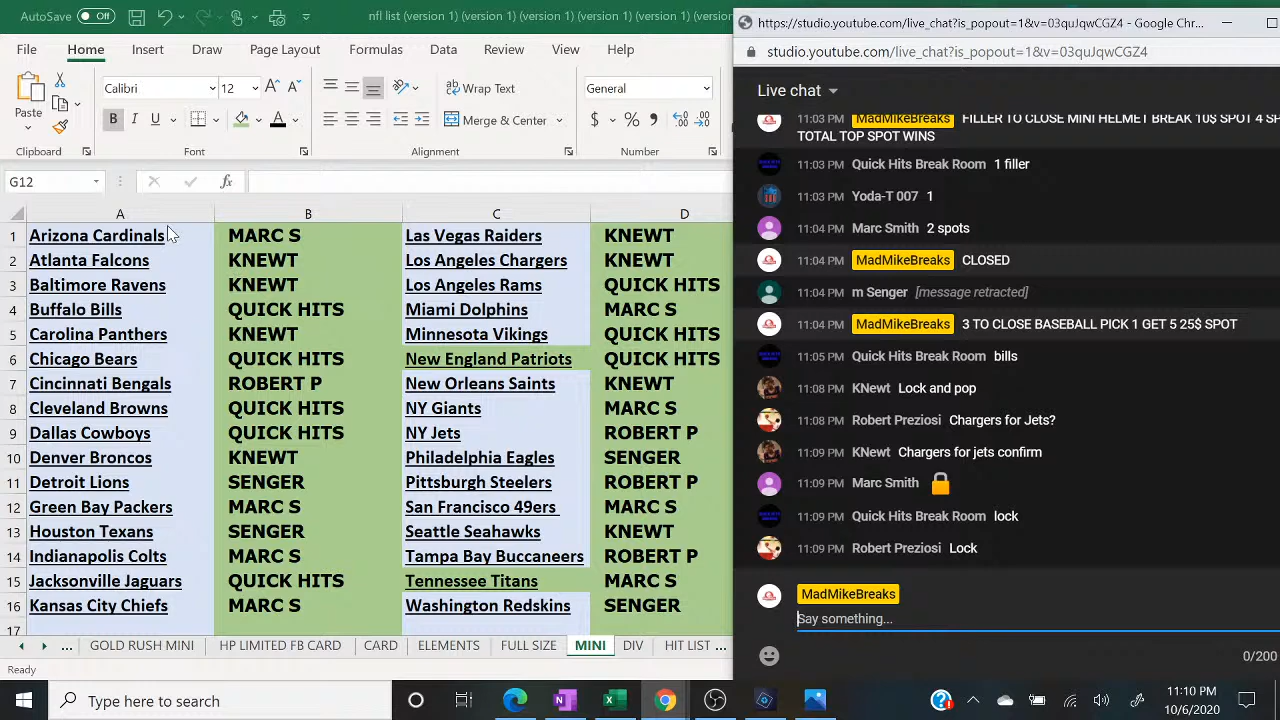 AutoSave Off nfl list (version 1) (version 1) (version 1) (version
File Home Insert Draw Page Layout Formulas Data Review View Help
Paste Calibri 12 A A Wrap Text General
B I U A Merge & Center $ % 9
Clipboard Font Alignment Number
G12 fx
A B C D
1 Arizona Cardinals MARC S Las Vegas Raiders KNEWT
2 Atlanta Falcons KNEWT Los Angeles Chargers KNEWT
3 Baltimore Ravens KNEWT Los Angeles Rams QUICK HITS
4 Buffalo Bills QUICK HITS Miami Dolphins MARC S
5 Carolina Panthers KNEWT Minnesota Vikings QUICK HITS
6 Chicago Bears QUICK HITS New England Patriots QUICK HITS
7 Cincinnati Bengals ROBERT P New Orleans Saints KNEWT
8 Cleveland Browns QUICK HITS NY Giants MARC S
9 Dallas Cowboys QUICK HITS NY Jets ROBERT P
10 Denver Broncos KNEWT Philadelphia Eagles SENGER
11 Detroit Lions SENGER Pittsburgh Steelers ROBERT P
12 Green Bay Packers MARC S San Francisco 49ers MARC S
13 Houston Texans SENGER Seattle Seahawks KNEWT
14 Indianapolis Colts MARC S Tampa Bay Buccaneers ROBERT P
15 Jacksonville Jaguars QUICK HITS Tennessee Titans MARC S
16 Kansas City Chiefs MARC S Washington Redskins SENGER
17
... GOLD RUSH MINI HP LIMITED FB CARD CARD ELEMENTS FULL SIZE MINI DIV HIT LIST ...
Ready
https://studio.youtube.com/live_chat?is_popout=1&v=03quJqwCGZ4 - Google Chr...
studio.youtube.com/live_chat?is_popout=1&v=03quJqwCGZ4
Live chat
11:03 PM MadMikeBreaks FILLER TO CLOSE MINI HELMET BREAK 10$ SPOT 4 SP
TOTAL TOP SPOT WINS
11:03 PM Quick Hits Break Room 1 filler
11:03 PM Yoda-T 007 1
11:04 PM Marc Smith 2 spots
11:04 PM MadMikeBreaks CLOSED
11:04 PM m Senger [message retracted]
11:04 PM MadMikeBreaks 3 TO CLOSE BASEBALL PICK 1 GET 5 25$ SPOT
11:05 PM Quick Hits Break Room bills
11:08 PM KNewt Lock and pop
11:08 PM Robert Preziosi Chargers for Jets?
11:09 PM KNewt Chargers for jets confirm
11:09 PM Marc Smith 🔒
11:09 PM Quick Hits Break Room lock
11:09 PM Robert Preziosi Lock
MadMikeBreaks
Say something...
0/200
Type here to search
11:10 PM
10/6/2020